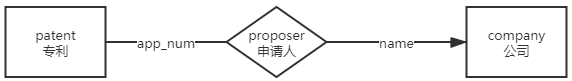 patent
专利
app_num
proposer
申请人
name
company
公司